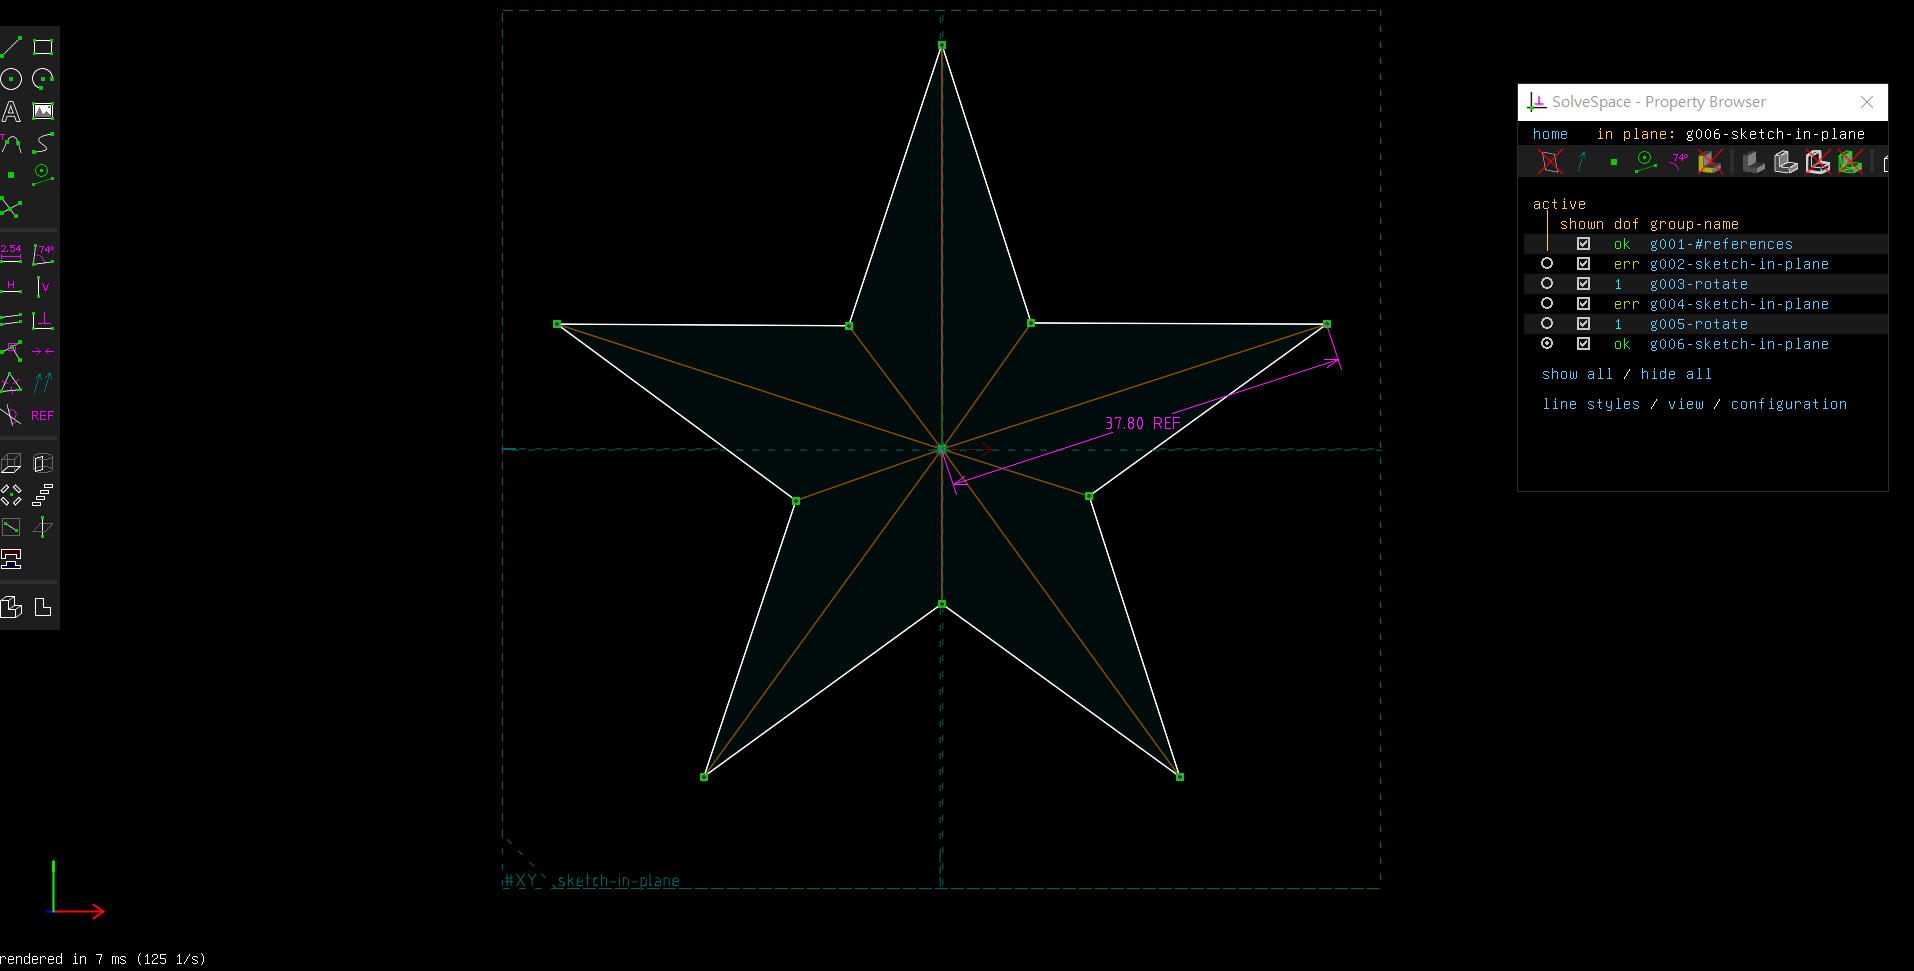 SolveSpace - Property Browser
home in plane: g006-sketch-in-plane
74º
active
shown dof group-name
ok g001-#references
err g002-sketch-in-plane
1 g003-rotate
err g004-sketch-in-plane
1 g005-rotate
ok g006-sketch-in-plane
show all / hide all
line styles / view / configuration
2.54 74º
H V
REF
37.80 REF
#XY sketch-in-plane
rendered in 7 ms (125 1/s)